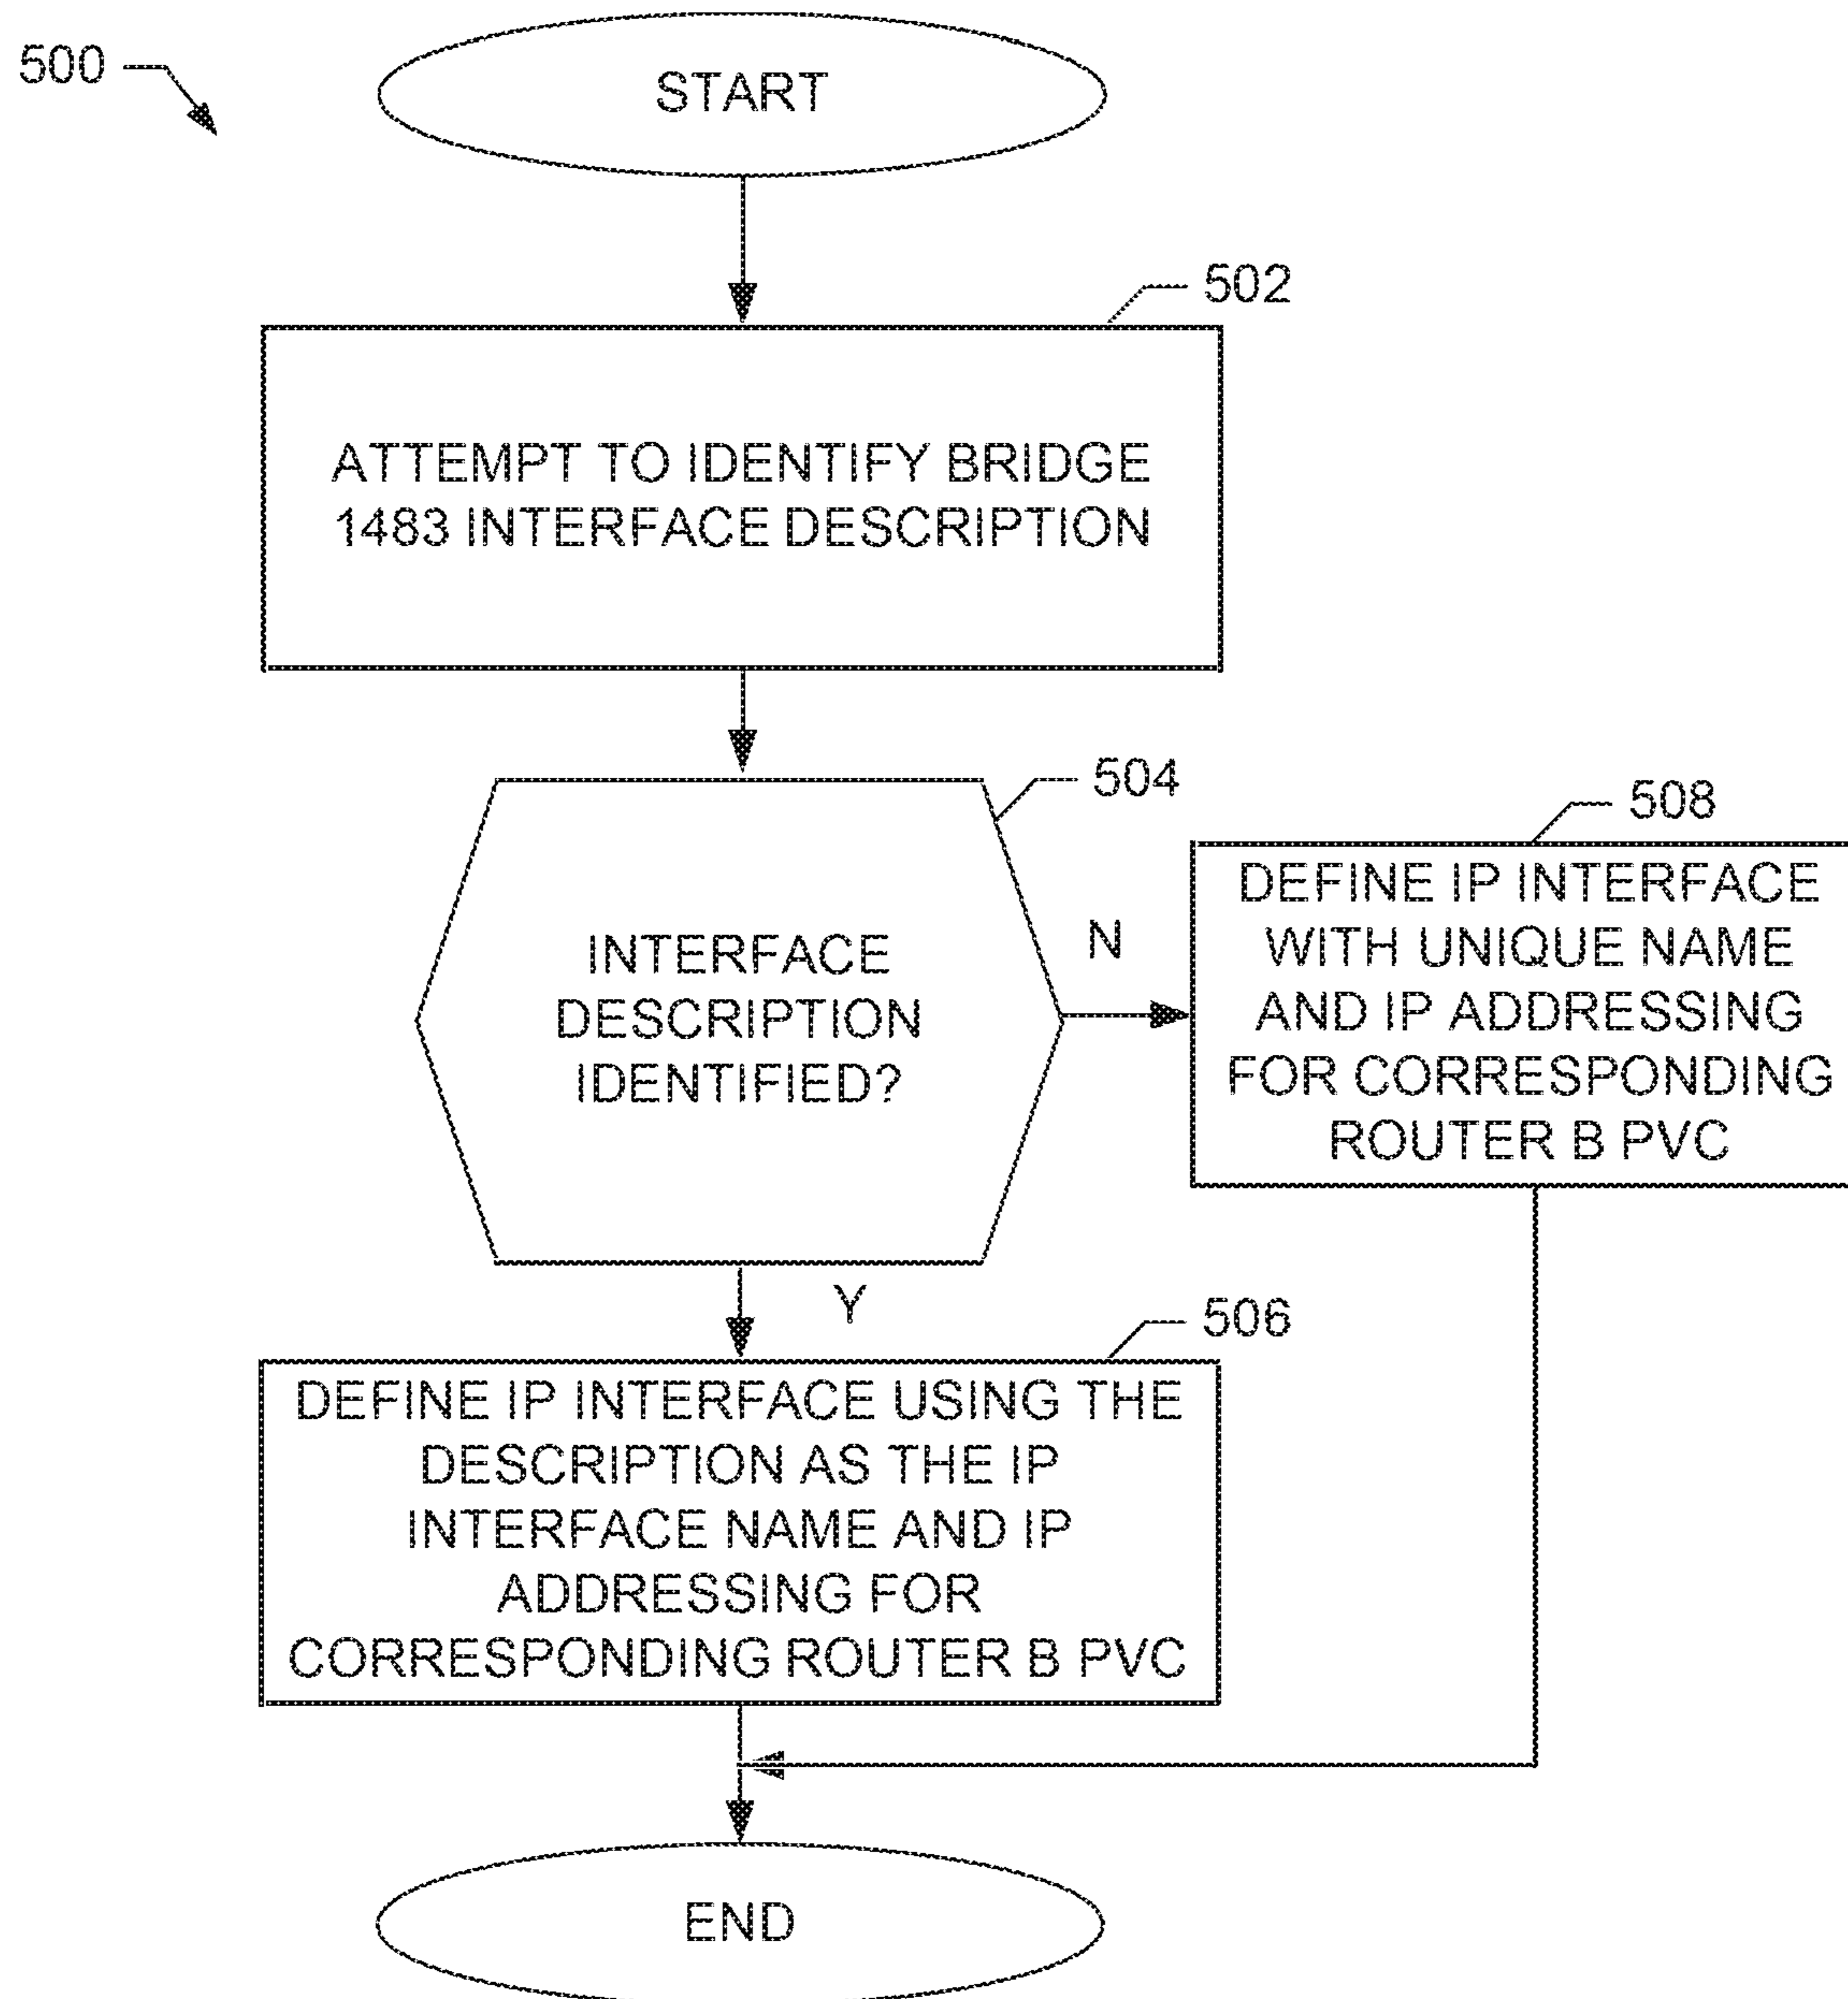 500
START
502
ATTEMPT TO IDENTIFY BRIDGE
1483 INTERFACE DESCRIPTION
504
INTERFACE
DESCRIPTION
IDENTIFIED?
N
508
DEFINE IP INTERFACE
WITH UNIQUE NAME
AND IP ADDRESSING
FOR CORRESPONDING
ROUTER B PVC
Y
506
DEFINE IP INTERFACE USING THE
DESCRIPTION AS THE IP
INTERFACE NAME AND IP
ADDRESSING FOR
CORRESPONDING ROUTER B PVC
END